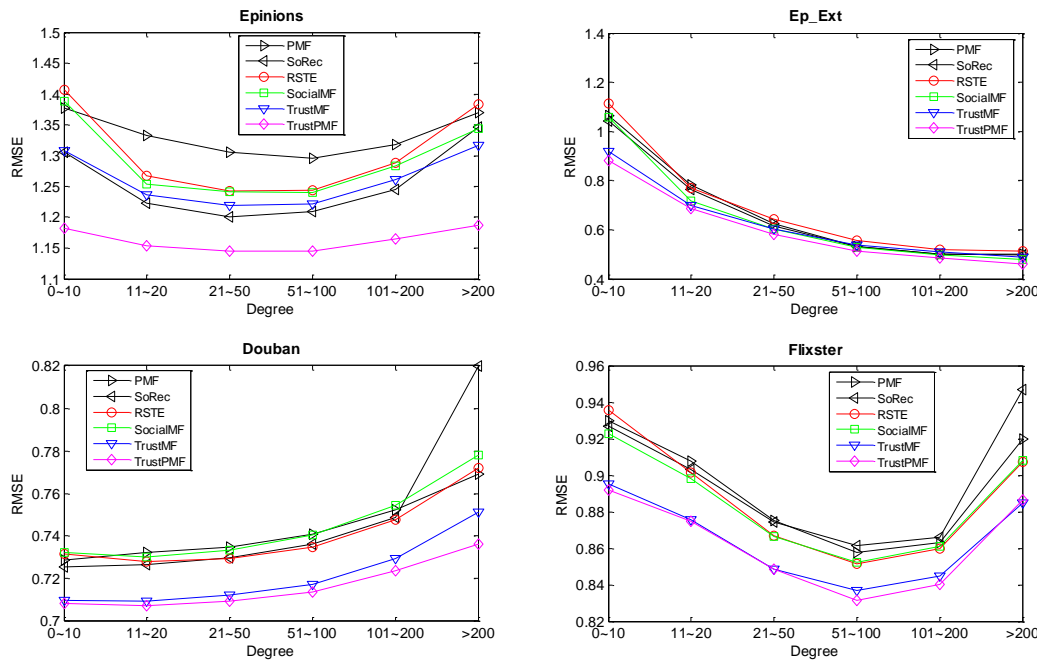 Epinions
1.5
1.45
1.4
1.35
1.3
1.25
1.2
1.15
1.1
RMSE
PMF
SoRec
RSTE
SocialMF
TrustMF
TrustPMF
0~10 11~20 21~50 51~100 101~200 >200
Degree
Ep_Ext
1.4
1.2
1
0.8
0.6
0.4
RMSE
PMF
SoRec
RSTE
SocialMF
TrustMF
TrustPMF
0~10 11~20 21~50 51~100 101~200 >200
Degree
Douban
0.82
0.8
0.78
0.76
0.74
0.72
0.7
RMSE
PMF
SoRec
RSTE
SocialMF
TrustMF
TrustPMF
0~10 11~20 21~50 51~100 101~200 >200
Degree
Flixster
0.96
0.94
0.92
0.9
0.88
0.86
0.84
0.82
RMSE
PMF
SoRec
RSTE
SocialMF
TrustMF
TrustPMF
0~10 11~20 21~50 51~100 101~200 >200
Degree